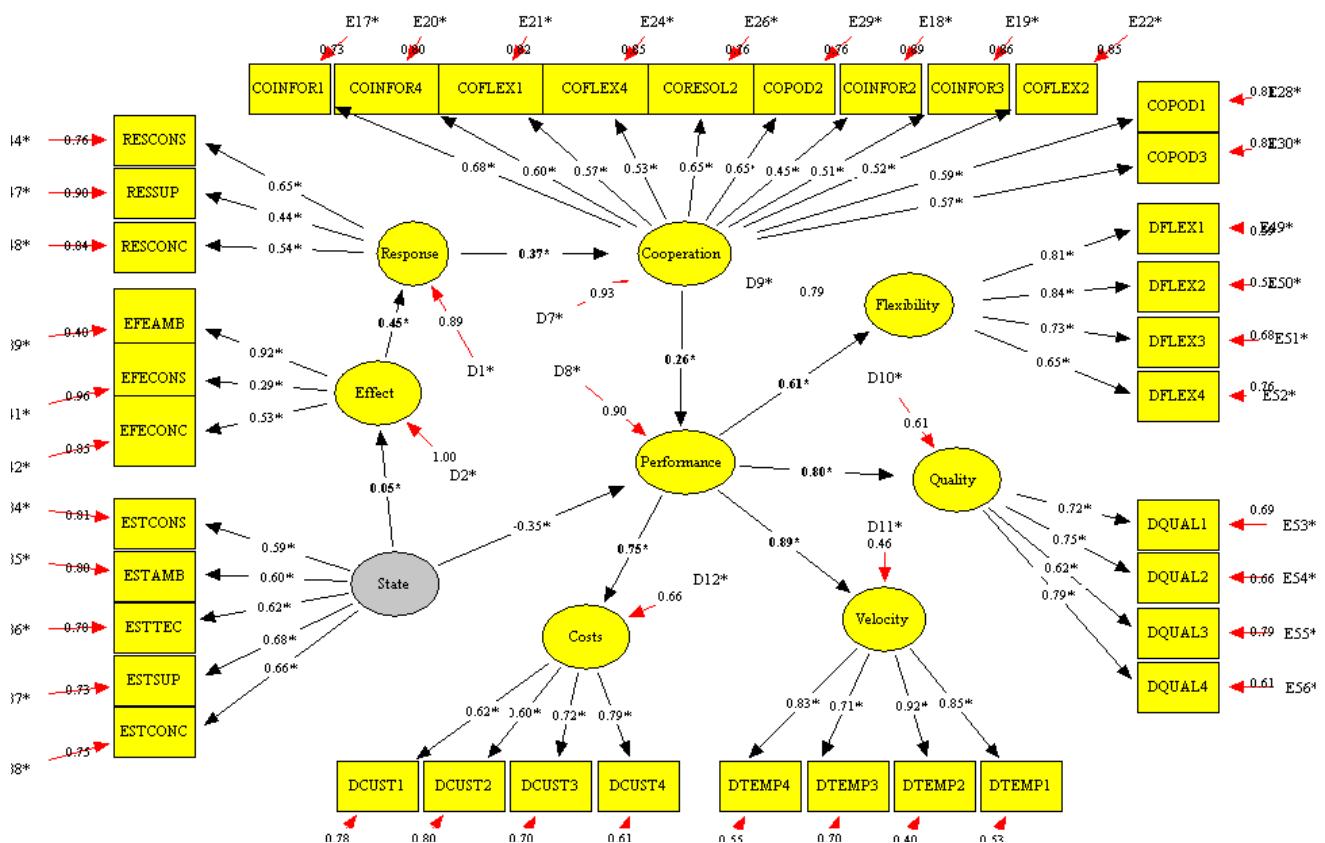 E17* E20* E21* E24* E26* E29* E18* E19* E22*
0.73 0.80 0.82 0.85 0.76 0.76 0.89 0.86 0.85
COINFOR1 COINFOR4 COFLEX1 COFLEX4 CORESOL2 COPOD2 COINFOR2 COINFOR3 COFLEX2
COPOD1 E28*
COPOD3 E30*
0.68* 0.60* 0.57* 0.53* 0.65* 0.65* 0.45* 0.51* 0.52* 0.59* 0.57*
0.76 RESCONS
0.90 RESSUP
0.84 RESCONC
0.65*
0.44*
0.54*
Response 0.37* Cooperation
D7* 0.93
D9* 0.79
Flexibility
0.81* DFLEX1 E49*
0.84* DFLEX2 E50*
0.73* DFLEX3 0.68 E51*
0.65* DFLEX4 0.76 E52*
0.45* 0.89 D1*
0.40 EFEAMB 0.92*
0.96 EFECONS 0.29*
0.85 EFECONC 0.53*
Effect
1.00 D2*
0.05*
0.26*
D8* 0.90
0.61*
D10* 0.61
Performance 0.80* Quality
0.81 ESTCONS 0.59*
0.80 ESTAMB 0.60*
ESTTEC 0.62*
0.73 ESTSUP 0.68*
0.75 ESTCONC 0.66*
State -0.35*
0.75* 0.89*
D11* 0.46
D12* 0.66
Costs Velocity
0.72* DQUAL1 0.69 E53*
0.75* DQUAL2 0.66 E54*
0.62* DQUAL3 0.79 E55*
0.79* DQUAL4 0.61 E56*
0.62* 0.60* 0.72* 0.79* 0.83* 0.71* 0.92* 0.85*
DCUST1 DCUST2 DCUST3 DCUST4 DTEMP4 DTEMP3 DTEMP2 DTEMP1
0.78 0.80 0.70 0.61 0.55 0.70 0.40 0.53